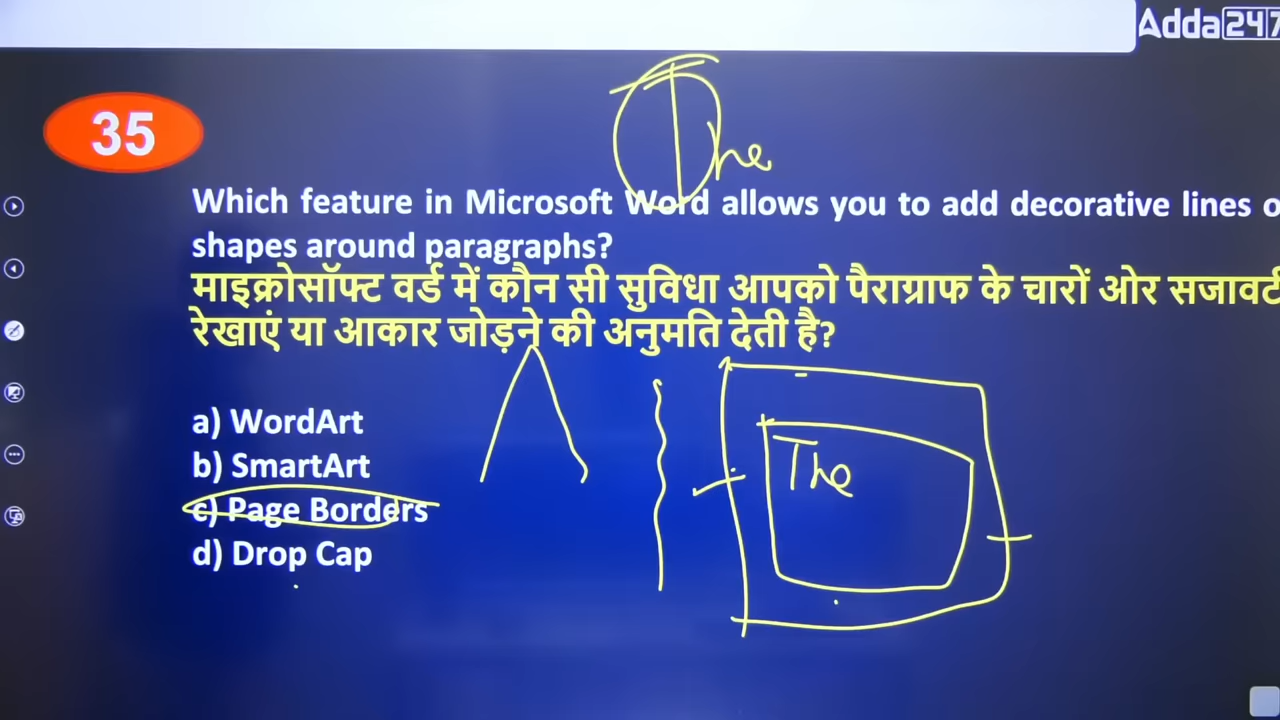 Adda247
The
35
Which feature in Microsoft Word allows you to add decorative lines o
shapes around paragraphs?
माइक्रोसॉफ्ट वर्ड में कौन सी सुविधा आपको पैराग्राफ के चारों ओर सजावटी
रेखाएं या आकार जोड़ने की अनुमति देती है?
a) WordArt
b) SmartArt
c) Page Borders
d) Drop Cap
The